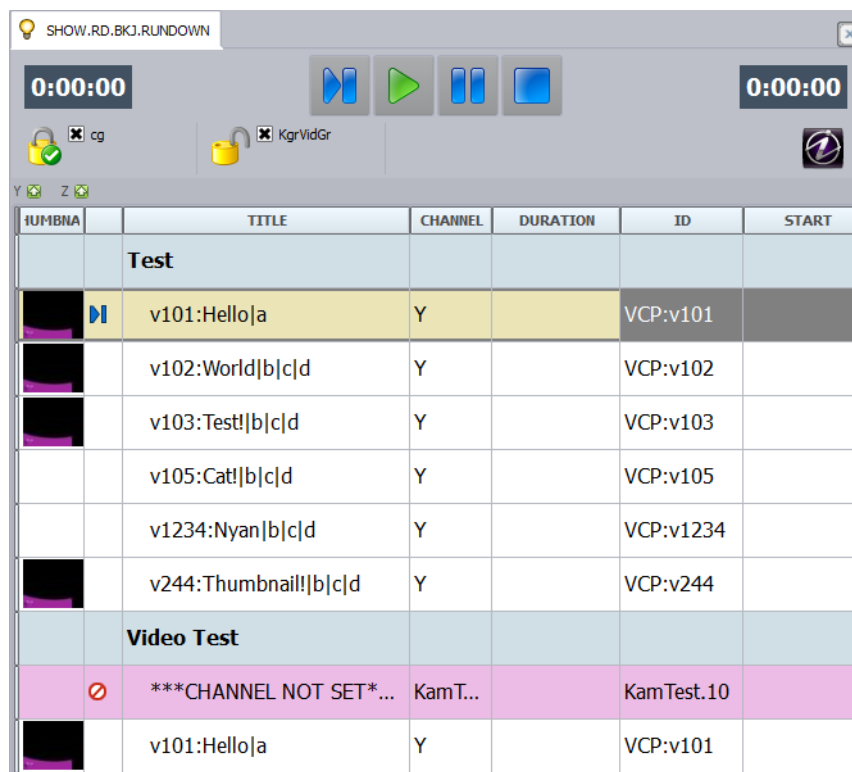 SHOW.RD.BKJ.RUNDOWN
0:00:00 0:00:00
cg KgrVidGr
Y Z
HUMBNA TITLE CHANNEL DURATION ID START
Test
v101:Hello|a Y VCP:v101
v102:World|b|c|d Y VCP:v102
v103:Test!|b|c|d Y VCP:v103
v105:Cat!|b|c|d Y VCP:v105
v1234:Nyan|b|c|d Y VCP:v1234
v244:Thumbnail!|b|c|d Y VCP:v244
Video Test
***CHANNEL NOT SET*... KamT... KamTest.10
v101:Hello|a Y VCP:v101